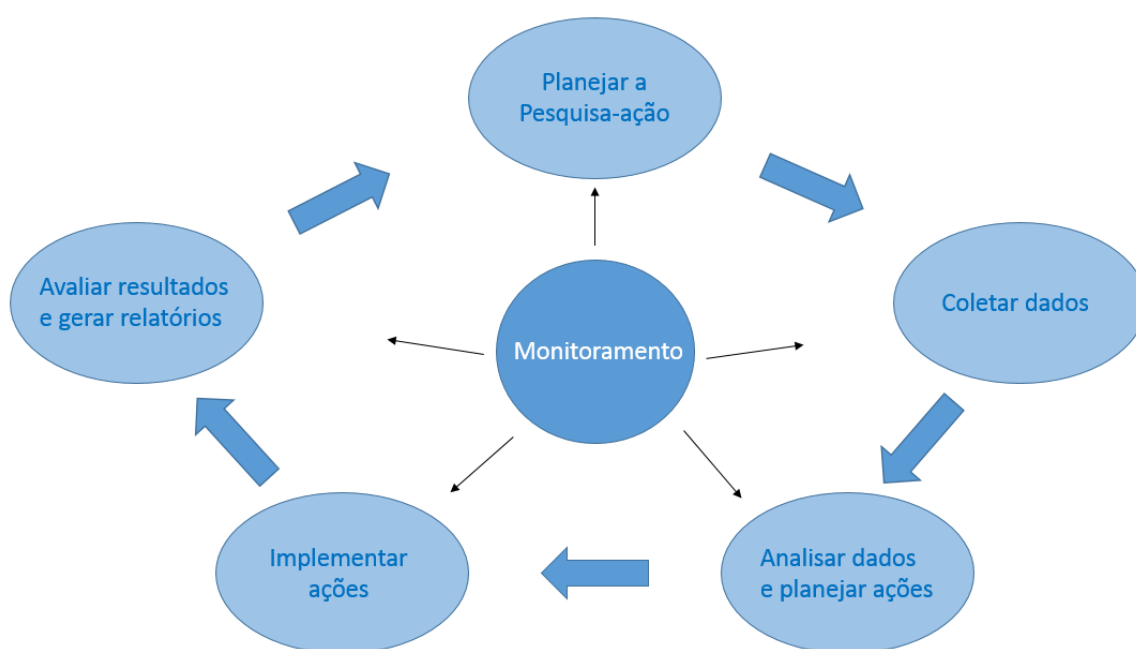 Planejar a
Pesquisa-ação
Avaliar resultados
e gerar relatórios
Coletar dados
Monitoramento
Implementar
ações
Analisar dados
e planejar ações